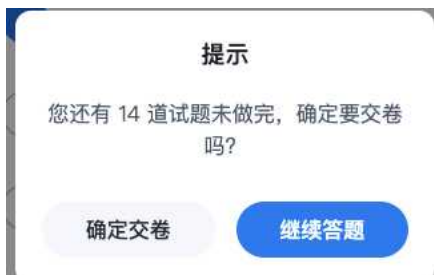 提示
您还有 14 道试题未做完，确定要交卷
吗?
确定交卷
继续答题